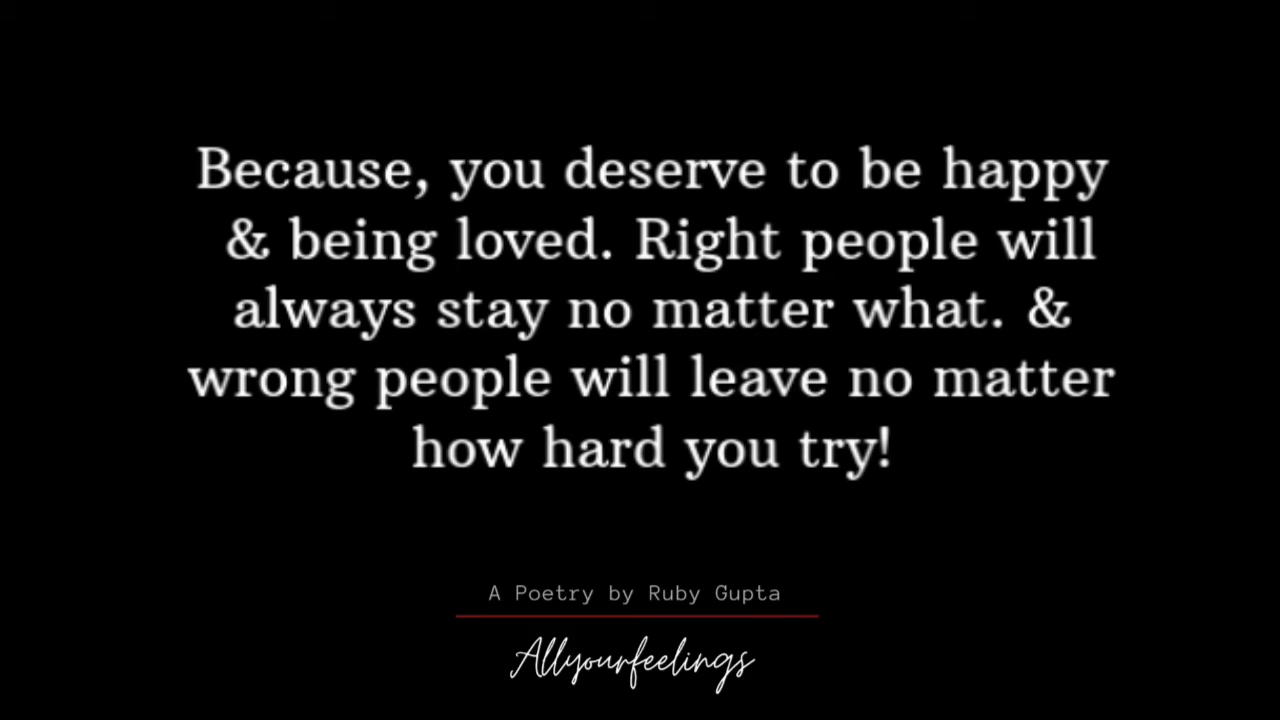 Because, you deserve to be happy
& being loved. Right people will
always stay no matter what. &
wrong people will leave no matter
how hard you try!
A Poetry by Ruby Gupta
Allyourfeelings